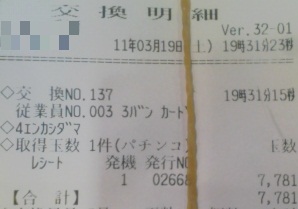 交換明細
Ver.32-01
11年03月19日(土) 19時31分23秒
◇交 換NO.137 19時31分15秒
従業員NO.003 3バン カード
◇4エンカシダマ
◇取得玉数 1件(パチンコ) 玉数
レシート 発機 発行NO
1 02668 7,781
【合 計】 7,781